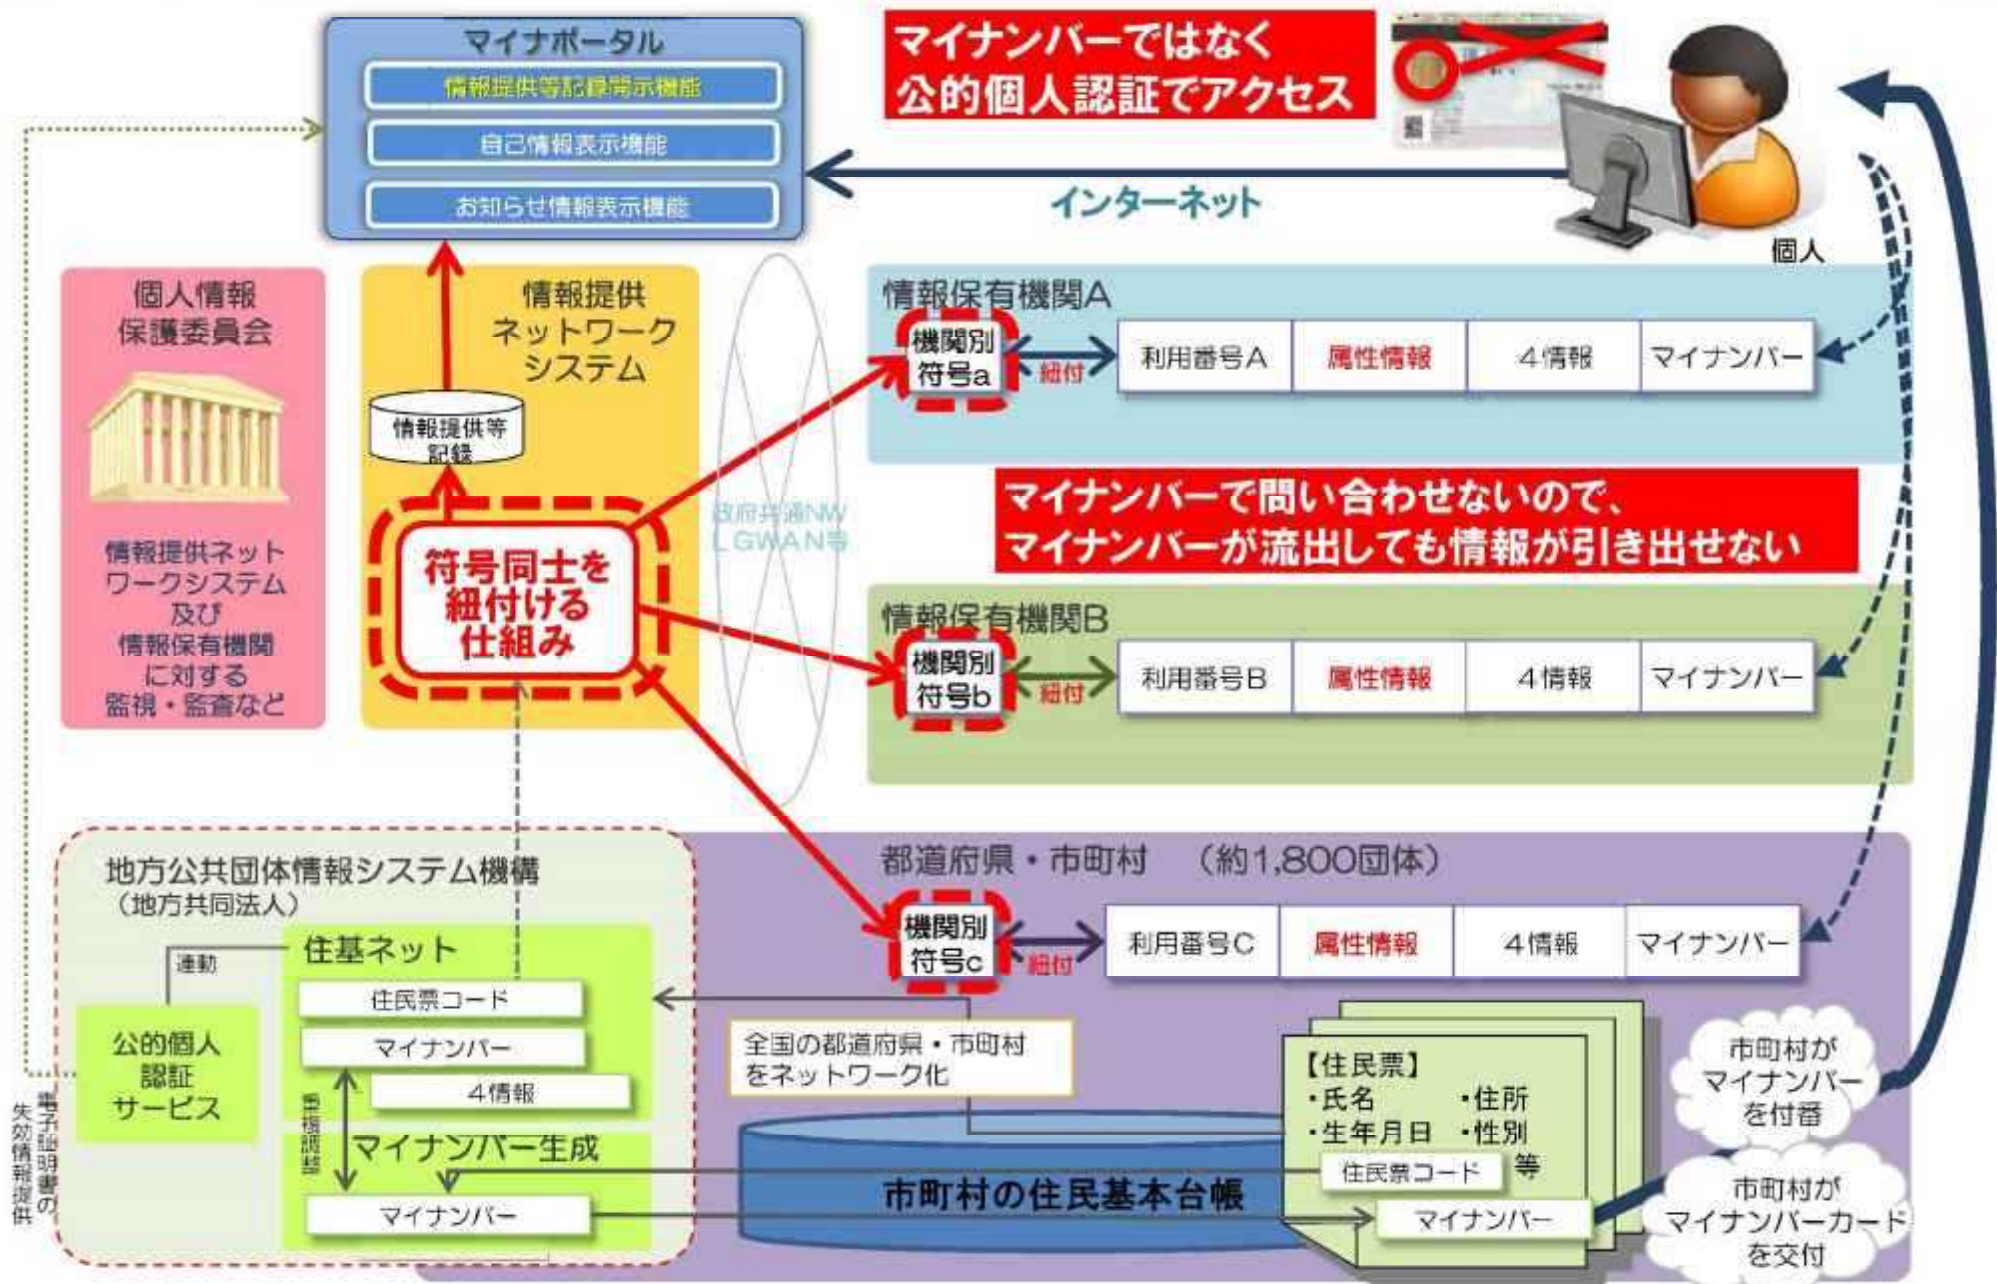 マイナポータル
情報提供等記録開示機能
自己情報表示機能
お知らせ情報表示機能
マイナンバーではなく
公的個人認証でアクセス
インターネット
個人
個人情報
保護委員会
情報提供ネット
ワークシステム
及び
情報保有機関
に対する
監視・監査など
情報提供
ネットワーク
システム
情報提供等
記録
符号同士を
紐付ける
仕組み
政府共通NW
LGWAN等
情報保有機関A
機関別
符号a
紐付
利用番号A
属性情報
4情報
マイナンバー
マイナンバーで問い合わせないので、
マイナンバーが流出しても情報が引き出せない
情報保有機関B
機関別
符号b
紐付
利用番号B
属性情報
4情報
マイナンバー
都道府県・市町村 (約1,800団体)
機関別
符号c
紐付
利用番号C
属性情報
4情報
マイナンバー
地方公共団体情報システム機構
(地方共同法人)
住基ネット
連動
住民票コード
マイナンバー
4情報
公的個人
認証
サービス
重複調整
マイナンバー生成
マイナンバー
電子証明書の
失効情報提供
全国の都道府県・市町村
をネットワーク化
市町村の住民基本台帳
【住民票】
・氏名 ・住所
・生年月日 ・性別
住民票コード 等
マイナンバー
市町村が
マイナンバー
を付番
市町村が
マイナンバーカード
を交付